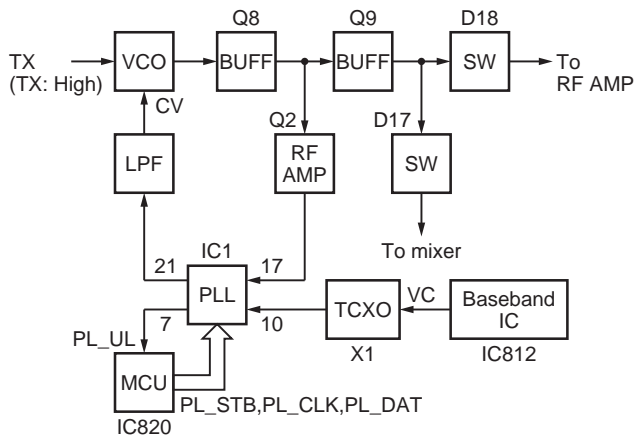 Q8
Q9
D18
TX
(TX: High)
VCO
BUFF
BUFF
SW
To
RF AMP
CV
Q2
D17
LPF
RF
AMP
SW
To mixer
IC1
21
17
PLL
7
10
TCXO
VC
Baseband
IC
X1
IC812
PL_UL
MCU
PL_STB,PL_CLK,PL_DAT
IC820